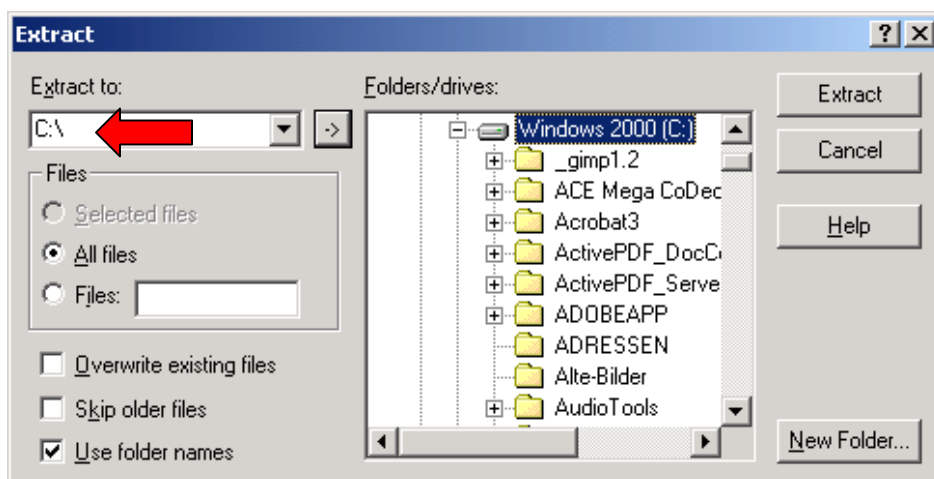 Extract
Extract to:
C:\
->
Files
Selected files
All files
Files:
Overwrite existing files
Skip older files
Use folder names
Folders/drives:
Windows 2000 (C:)
_gimp1.2
ACE Mega CoDec
Acrobat3
ActivePDF_DocC
ActivePDF_Serve
ADOBEAPP
ADRESSEN
Alte-Bilder
AudioTools
Extract
Cancel
Help
New Folder...